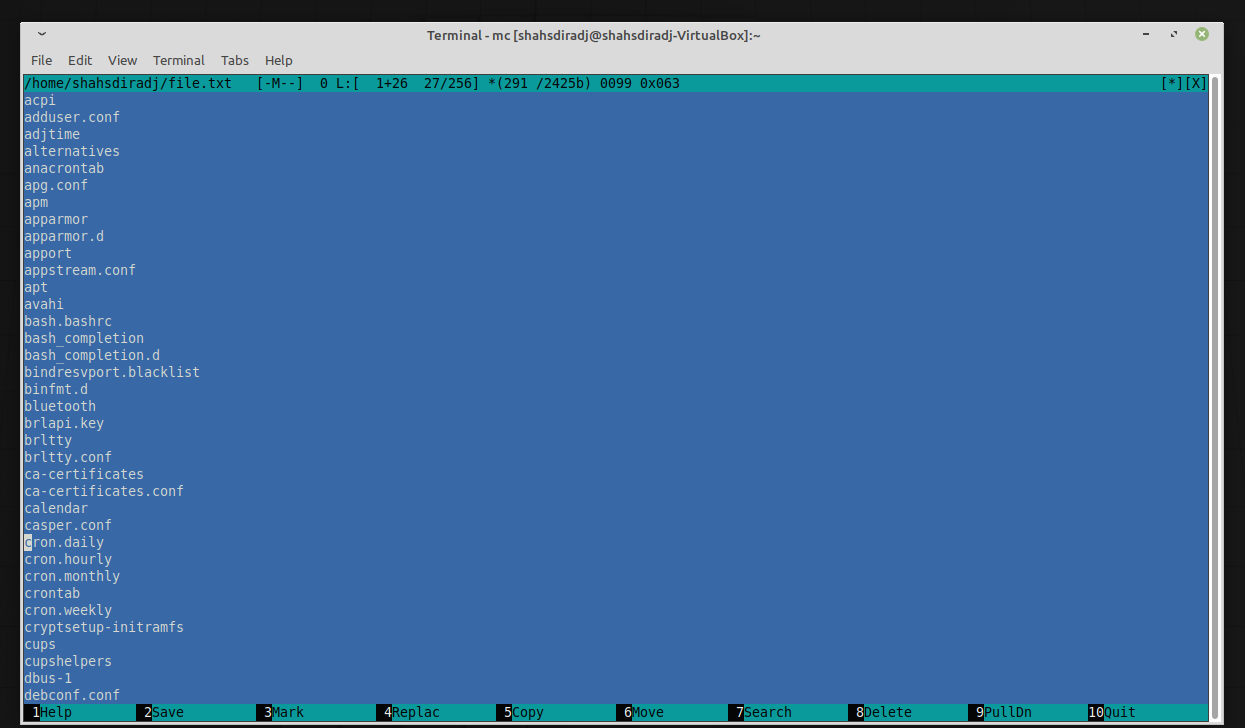 Terminal - mc [shahsdiradj@shahsdiradj-VirtualBox]:~
File Edit View Terminal Tabs Help
/home/shahsdiradj/file.txt   [-M--]  0 L:[  1+26  27/256] *(291 /2425b) 0099 0x063 [*][X]
acpi
adduser.conf
adjtime
alternatives
anacrontab
apg.conf
apm
apparmor
apparmor.d
apport
appstream.conf
apt
avahi
bash.bashrc
bash_completion
bash_completion.d
bindresvport.blacklist
binfmt.d
bluetooth
brlapi.key
brltty
brltty.conf
ca-certificates
ca-certificates.conf
calendar
casper.conf
cron.daily
cron.hourly
cron.monthly
crontab
cron.weekly
cryptsetup-initramfs
cups
cupshelpers
dbus-1
debconf.conf
1Help 2Save 3Mark 4Replac 5Copy 6Move 7Search 8Delete 9PullDn 10Quit